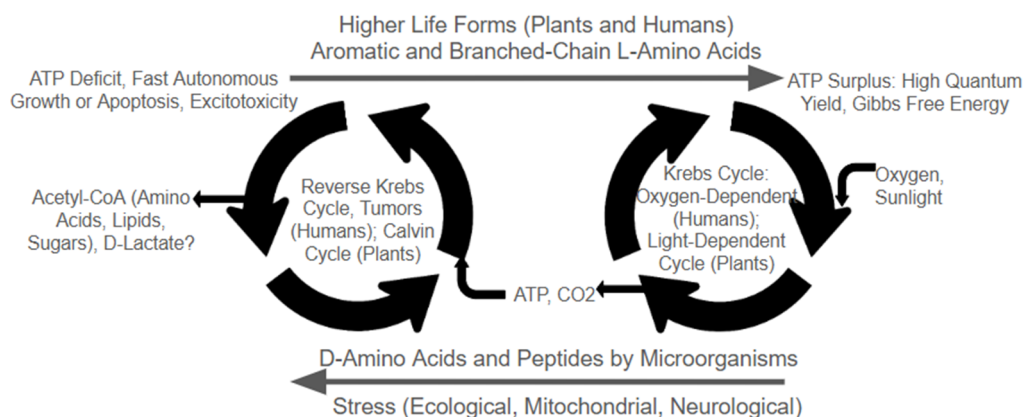 Higher Life Forms (Plants and Humans)
Aromatic and Branched-Chain L-Amino Acids
ATP Deficit, Fast Autonomous
Growth or Apoptosis, Excitotoxicity
ATP Surplus: High Quantum
Yield, Gibbs Free Energy
Acetyl-CoA (Amino
Acids, Lipids,
Sugars), D-Lactate?
Reverse Krebs
Cycle, Tumors
(Humans); Calvin
Cycle (Plants)
Krebs Cycle:
Oxygen-Dependent
(Humans);
Light-Dependent
Cycle (Plants)
Oxygen,
Sunlight
ATP, CO2
D-Amino Acids and Peptides by Microorganisms
Stress (Ecological, Mitochondrial, Neurological)